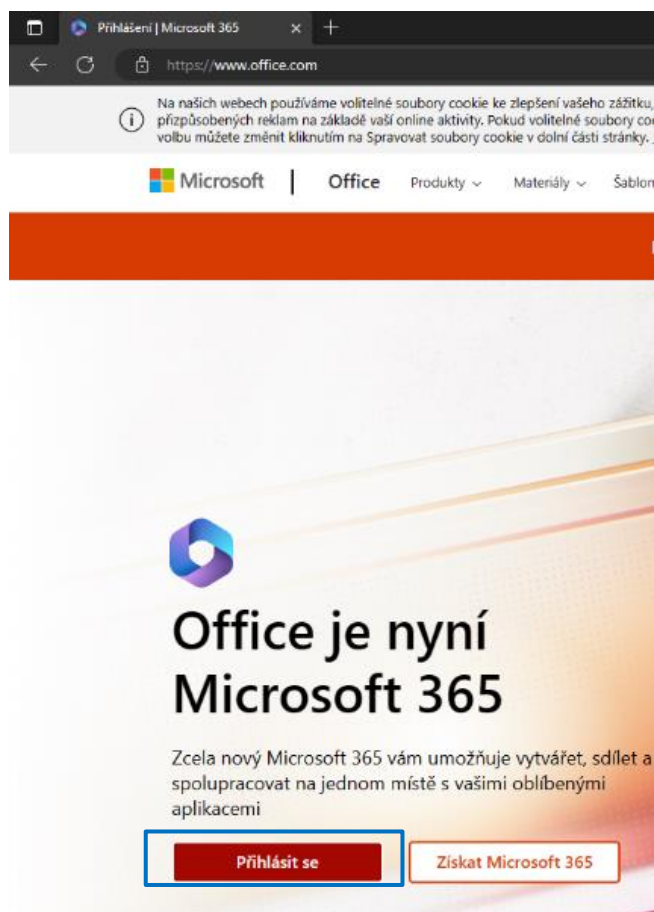 Přihlášení | Microsoft 365
https://www.office.com
Na našich webech používáme volitelné soubory cookie ke zlepšení vašeho zážitku,
přizpůsobených reklam na základě vaší online aktivity. Pokud volitelné soubory
volbu můžete změnit kliknutím na Spravovat soubory cookie v dolní části stránky.
Microsoft | Office Produkty Materiály Šablon
Office je nyní
Microsoft 365
Zcela nový Microsoft 365 vám umožňuje vytvářet, sdílet a
spolupracovat na jednom místě s vašimi oblíbenými
aplikacemi
Přihlásit se Získat Microsoft 365